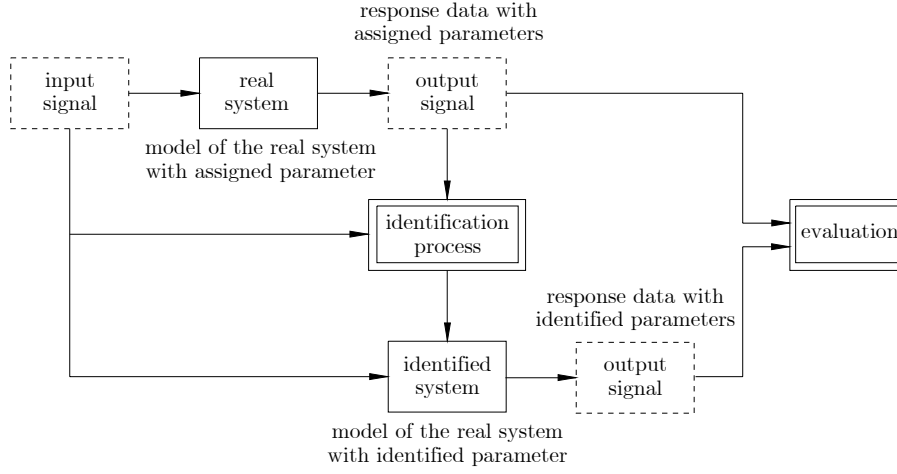 response data with
assigned parameters
input
signal
real
system
output
signal
model of the real system
with assigned parameter
identification
process
evaluation
response data with
identified parameters
identified
system
output
signal
model of the real system
with identified parameter